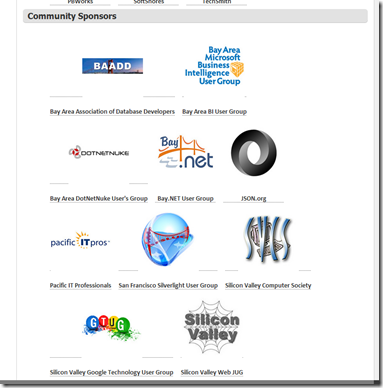 PBworks SoftShores TechSmith
Community Sponsors
BAADD
Bay Area
Microsoft
Business
Intelligence
User Group
Bay Area Association of Database Developers Bay Area BI User Group
DOTNETNUKE
Bay
.net
Bay Area DotNetNuke User's Group Bay.NET User Group JSON.org
pacific ITpros
SVCS
Pacific IT Professionals San Francisco Silverlight User Group Silicon Valley Computer Society
GTUG
Silicon
Valley
Silicon Valley Google Technology User Group Silicon Valley Web JUG